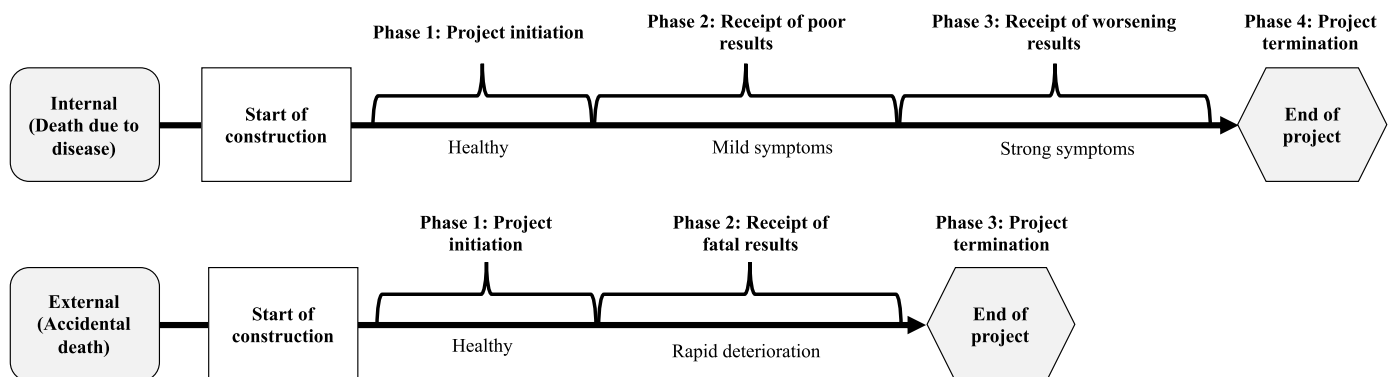 Phase 1: Project initiation
Phase 2: Receipt of poor
results
Phase 3: Receipt of worsening
results
Phase 4: Project
termination
Internal
(Death due to
disease)
Start of
construction
Healthy
Mild symptoms
Strong symptoms
End of
project
Phase 1: Project
initiation
Phase 2: Receipt of
fatal results
Phase 3: Project
termination
External
(Accidental
death)
Start of
construction
Healthy
Rapid deterioration
End of
project